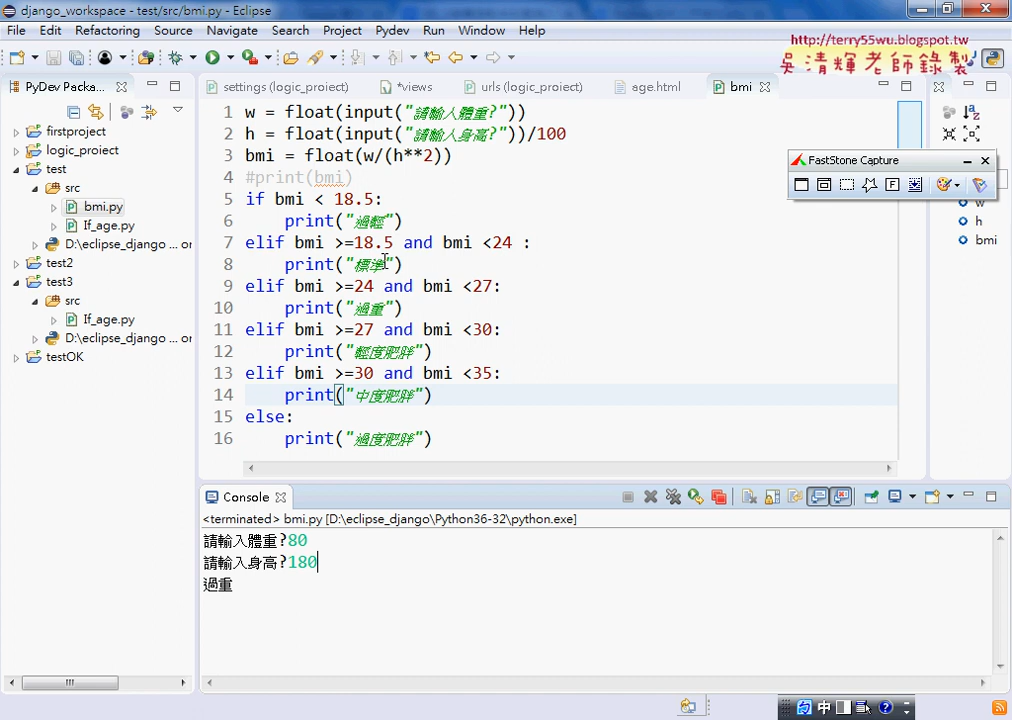 django_workspace - test/src/bmi.py - Eclipse
File Edit Refactoring Source Navigate Search Project Pydev Run Window Help
http://terry55wu.blogspot.tw
吳清輝老師錄製
PyDev Packa...
settings (logic_project)
*views
urls (logic_project)
age.html
bmi
firstproject
logic_proiect
test
src
bmi.py
If_age.py
D:\eclipse_django ... or
test2
test3
src
If_age.py
D:\eclipse_django ... or
testOK
1 w = float(input("請輸入體重?"))
2 h = float(input("請輸入身高?"))/100
3 bmi = float(w/(h**2))
4 #print(bmi)
5 if bmi < 18.5:
6 print("過輕")
7 elif bmi >=18.5 and bmi <24 :
8 print("標準")
9 elif bmi >=24 and bmi <27:
10 print("過重")
11 elif bmi >=27 and bmi <30:
12 print("輕度肥胖")
13 elif bmi >=30 and bmi <35:
14 print("中度肥胖")
15 else:
16 print("過度肥胖")
FastStone Capture
w
h
bmi
Console
<terminated> bmi.py [D:\eclipse_django\Python36-32\python.exe]
請輸入體重?80
請輸入身高?180
過重
中